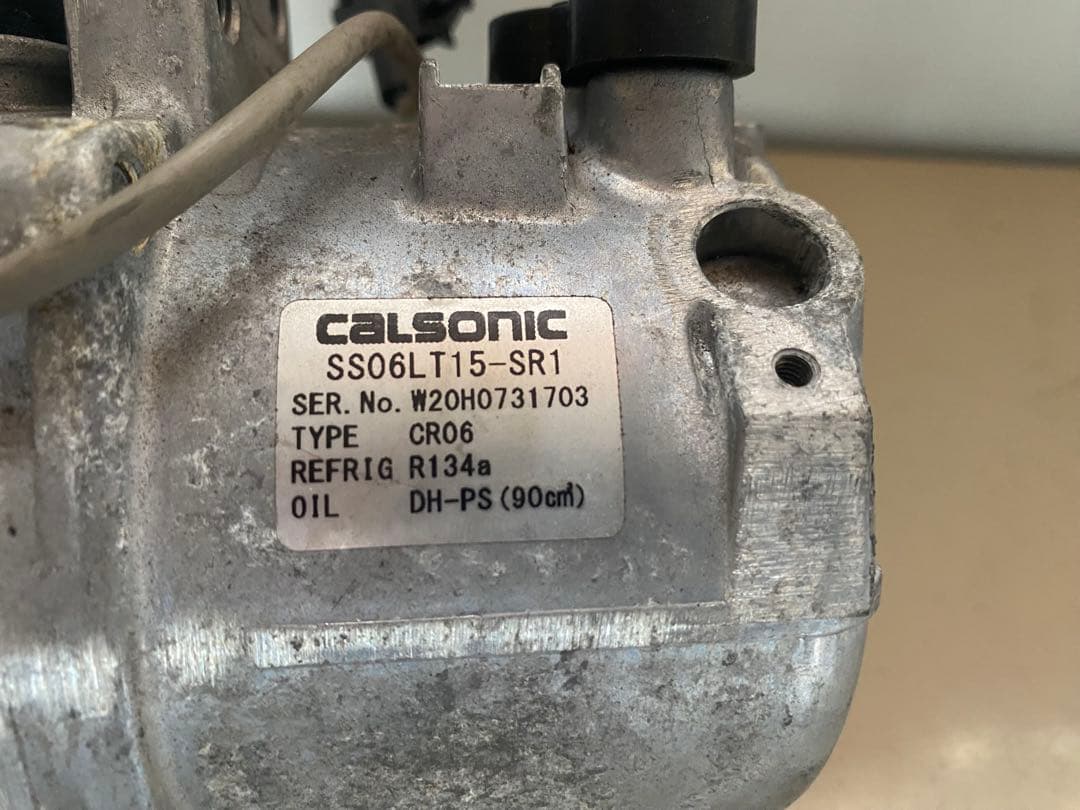 CALSONIC
SS06LT15-SR1
SER. No. W20H0731703
TYPE CR06
REFRIG R134a
OIL DH-PS (90cm³)